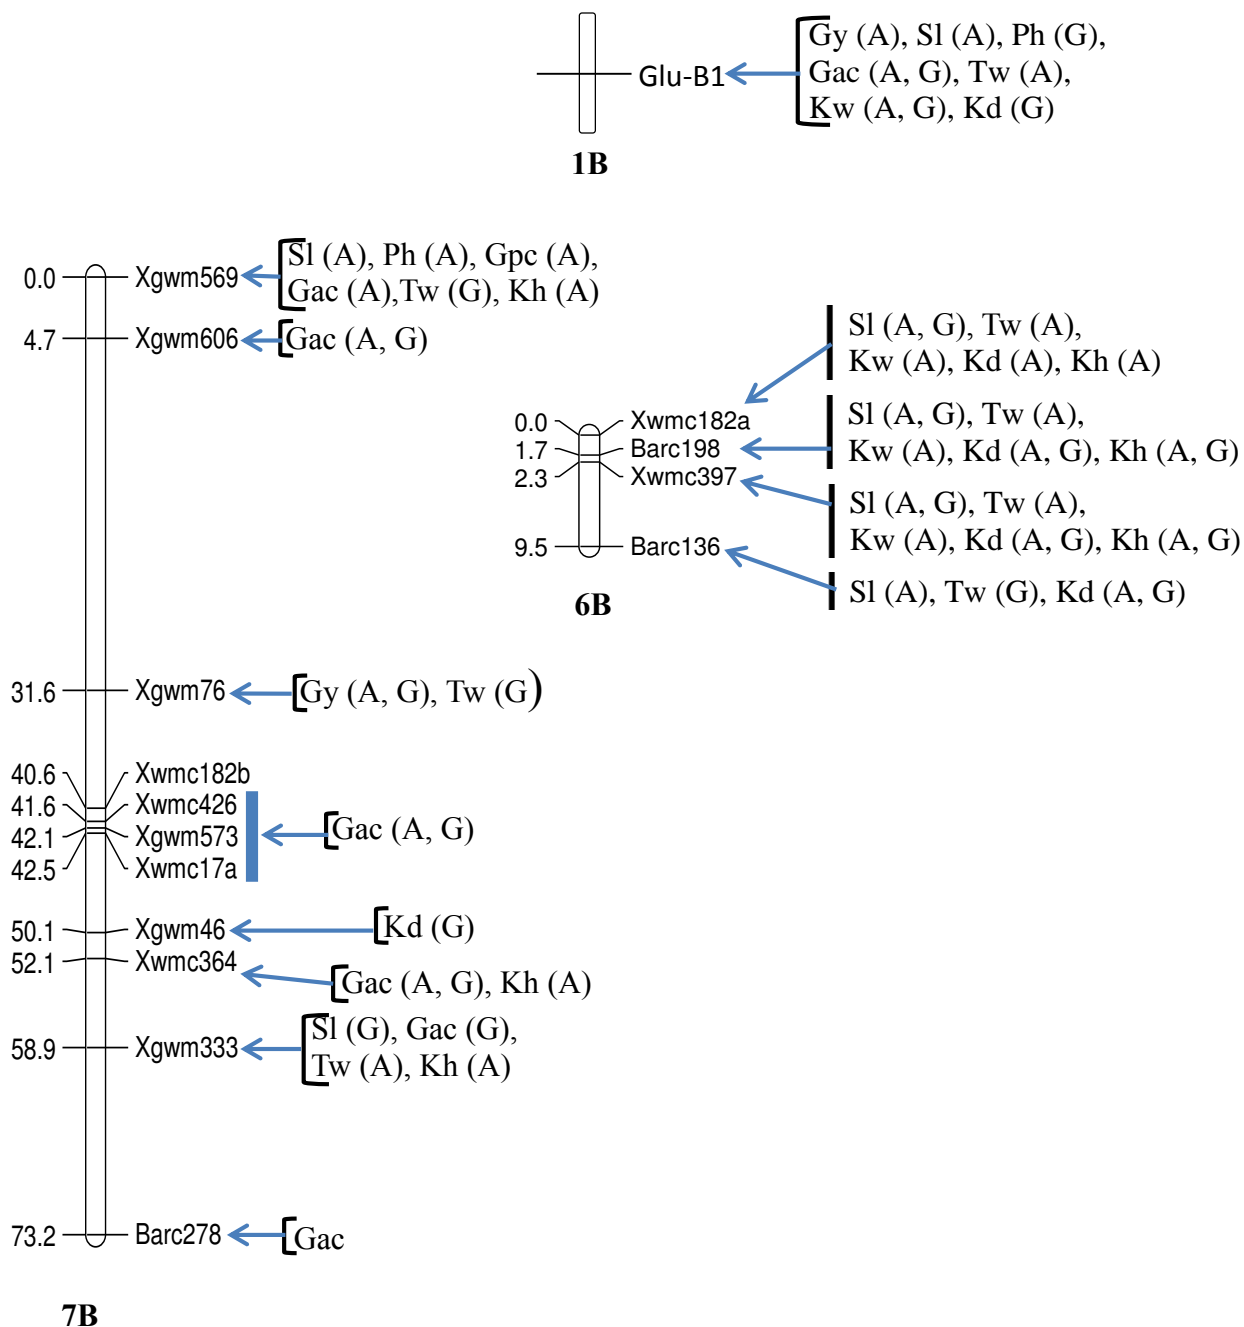 Glu-B1
Gy (A), Sl (A), Ph (G),
Gac (A, G), Tw (A),
Kw (A, G), Kd (G)
1B
0.0 Xgwm569
Sl (A), Ph (A), Gpc (A),
Gac (A),Tw (G), Kh (A)
4.7 Xgwm606 Gac (A, G)
31.6 Xgwm76 Gy (A, G), Tw (G)
40.6 Xwmc182b
41.6 Xwmc426
42.1 Xgwm573 Gac (A, G)
42.5 Xwmc17a
50.1 Xgwm46 Kd (G)
52.1 Xwmc364
Gac (A, G), Kh (A)
58.9 Xgwm333
Sl (G), Gac (G),
Tw (A), Kh (A)
73.2 Barc278 Gac
7B
0.0 Xwmc182a
Sl (A, G), Tw (A),
Kw (A), Kd (A), Kh (A)
1.7 Barc198
Sl (A, G), Tw (A),
Kw (A), Kd (A, G), Kh (A, G)
2.3 Xwmc397
Sl (A, G), Tw (A),
Kw (A), Kd (A, G), Kh (A, G)
9.5 Barc136
Sl (A), Tw (G), Kd (A, G)
6B